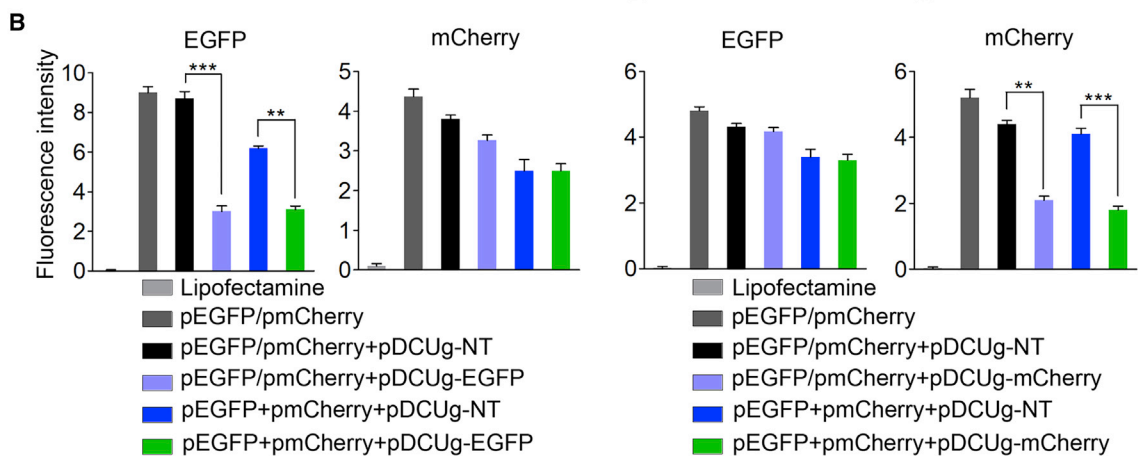 B
EGFP
mCherry
EGFP
mCherry
Fluorescence intensity
10
8
6
4
2
0
***
**
5
4
3
2
1
0
6
4
2
0
6
4
2
0
**
***
Lipofectamine
pEGFP/pmCherry
pEGFP/pmCherry+pDCUg-NT
pEGFP/pmCherry+pDCUg-EGFP
pEGFP+pmCherry+pDCUg-NT
pEGFP+pmCherry+pDCUg-EGFP
Lipofectamine
pEGFP/pmCherry
pEGFP/pmCherry+pDCUg-NT
pEGFP/pmCherry+pDCUg-mCherry
pEGFP+pmCherry+pDCUg-NT
pEGFP+pmCherry+pDCUg-mCherry